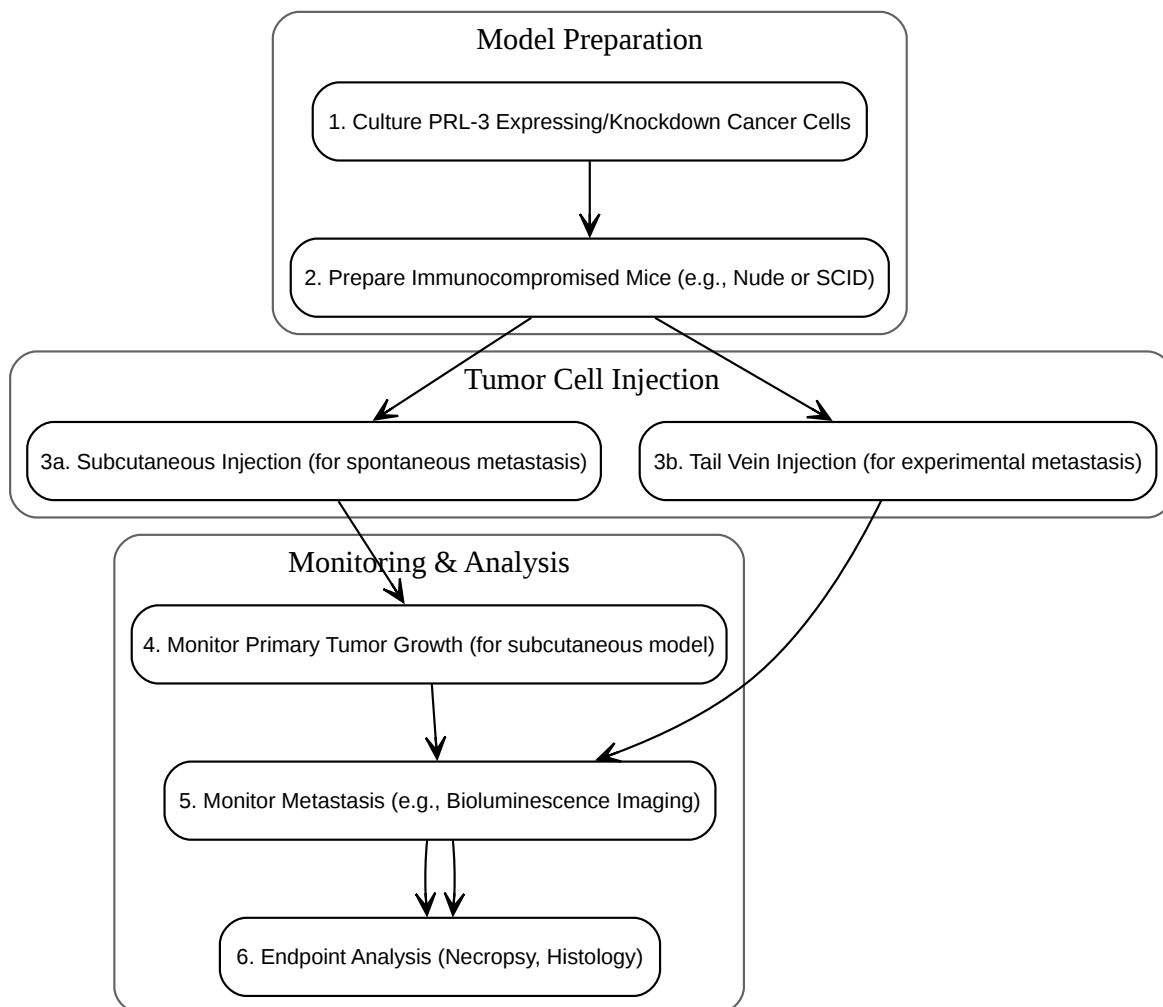 Model Preparation
1. Culture PRL-3 Expressing/Knockdown Cancer Cells
2. Prepare Immunocompromised Mice (e.g., Nude or SCID)
Tumor Cell Injection
3a. Subcutaneous Injection (for spontaneous metastasis)
3b. Tail Vein Injection (for experimental metastasis)
Monitoring & Analysis
4. Monitor Primary Tumor Growth (for subcutaneous model)
5. Monitor Metastasis (e.g., Bioluminescence Imaging)
6. Endpoint Analysis (Necropsy, Histology)